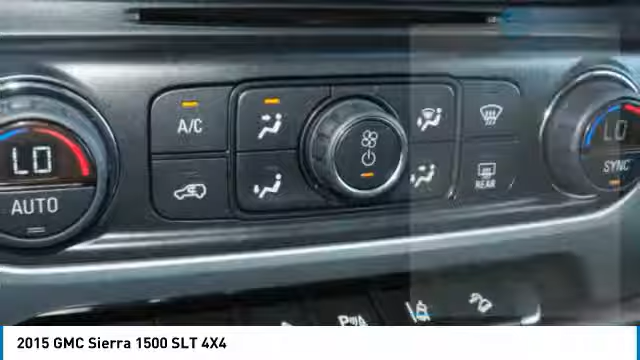 LO
A/C
LO
AUTO
REAR
SYNC
2015 GMC Sierra 1500 SLT 4X4